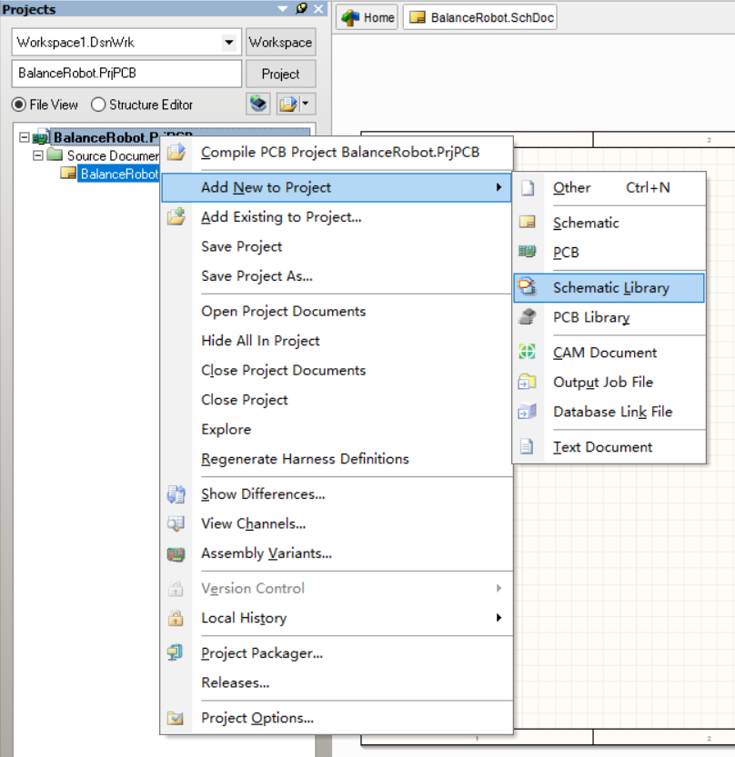 Projects
Home
BalanceRobot.SchDoc
Workspace1.DsnWrk
Workspace
BalanceRobot.PrjPCB
Project
File View
Structure Editor
BalanceRobot.PrjPCB
Source Documen
BalanceRobot
Compile PCB Project BalanceRobot.PrjPCB
Add New to Project
Add Existing to Project...
Save Project
Save Project As...
Open Project Documents
Hide All In Project
Close Project Documents
Close Project
Explore
Regenerate Harness Definitions
Show Differences...
View Channels...
Assembly Variants...
Version Control
Local History
Project Packager...
Releases...
Project Options...
Other Ctrl+N
Schematic
PCB
Schematic Library
PCB Library
CAM Document
Output Job File
Database Link File
Text Document
2
1
2